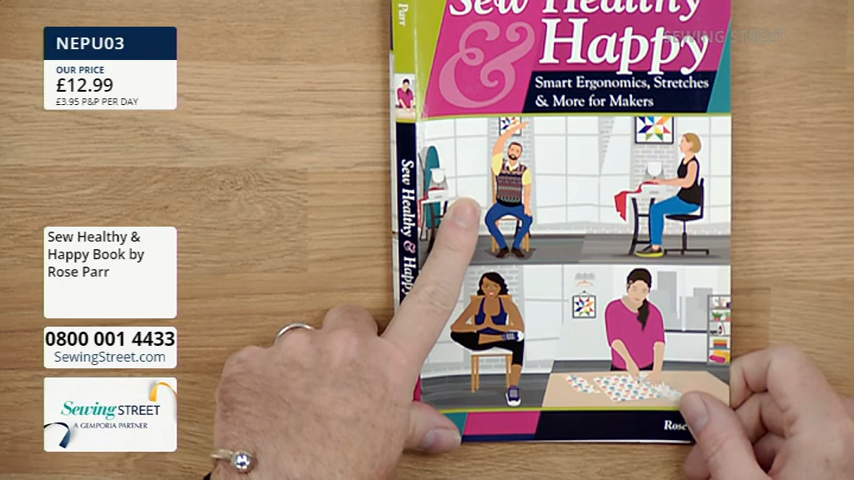 NEPU03
OUR PRICE
£12.99
£3.95 P&P PER DAY
Sew Healthy &
Happy Book by
Rose Parr
0800 001 4433
SewingStreet.com
Sewing STREET
A GEMPORIA PARTNER
Parr
Sew Healthy & Happy
Sew Healthy
& Happy
Smart Ergonomics, Stretches
& More for Makers
SEWING STREET
Rose